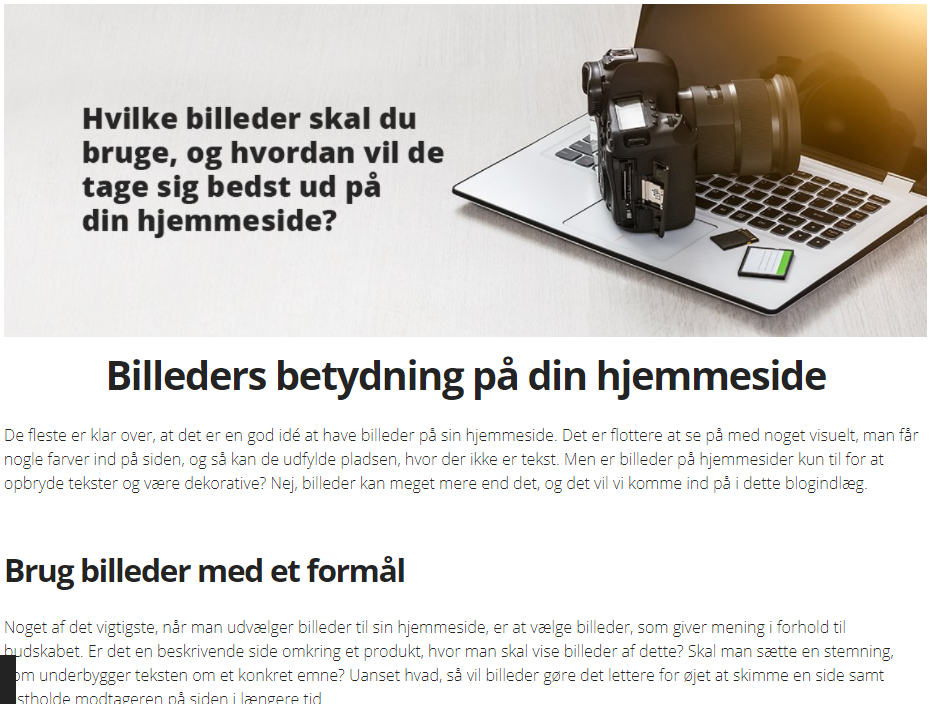 Hvilke billeder skal du
bruge, og hvordan vil de
tage sig bedst ud på
din hjemmeside?
Billeders betydning på din hjemmeside
De fleste er klar over, at det er en god idé at have billeder på sin hjemmeside. Det er flottere at se på med noget visuelt, man får
nogle farver ind på siden, og så kan de udfylde pladsen, hvor der ikke er tekst. Men er billeder på hjemmesider kun til for at
opbryde tekster og være dekorative? Nej, billeder kan meget mere end det, og det vil vi komme ind på i dette blogindlæg.
Brug billeder med et formål
Noget af det vigtigste, når man udvælger billeder til sin hjemmeside, er at vælge billeder, som giver mening i forhold til
budskabet. Er det en beskrivende side omkring et produkt, hvor man skal vise billeder af dette? Skal man sætte en stemning,
som underbygger teksten om et konkret emne? Uanset hvad, så vil billeder gøre det lettere for øjet at skimme en side samt
fastholde modtageren på siden i længere tid